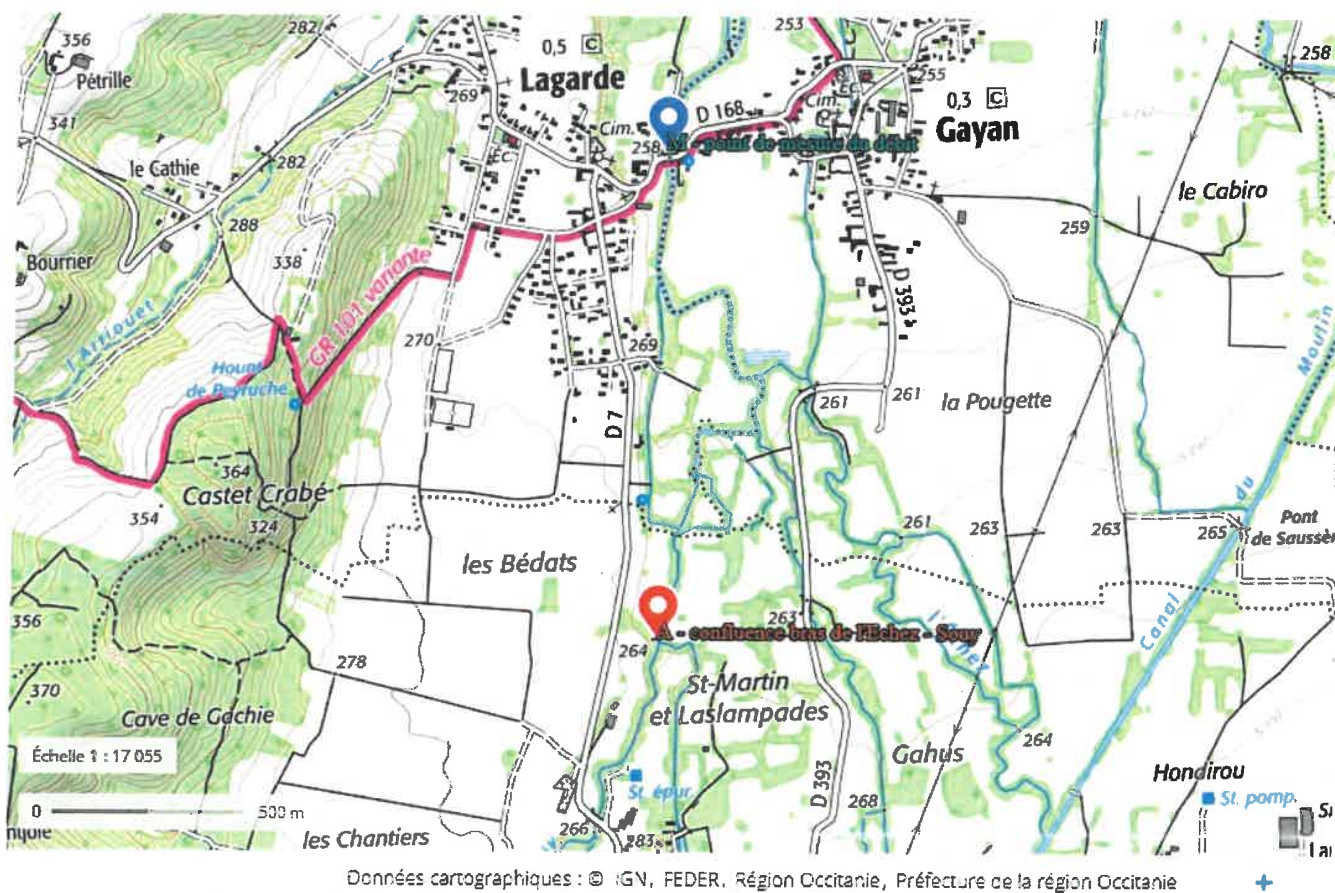 356
Pétrille
282
0,5 C
Lagarde
253
255
258
341
269
Cim.
D 168
Cim.
0,3 C
Gayan
le Cathie
282
258
M - point de mesure du débit
le Cabiro
288
259
Bourrier
338
GR 101 variante
270
269
D 393
Hount
de Peyruche
D 7
261
261
la Pougette
Canal du Moulin
364
Castet Crabé
354
324
261
263
263
265
Pont
les Bédats
356
263
A - confluence bras de l'Echez - Souy
264
278
St-Martin
et Laslampades
370
Cave de Gachie
Gahus
264
Échelle 1 : 17 055
Hondirou
St. épur.
D 393
St. pomp.
0
268
266
283
les Chantiers
Données cartographiques : © IGN, FEDER, Région Occitanie, Préfecture de la région Occitanie